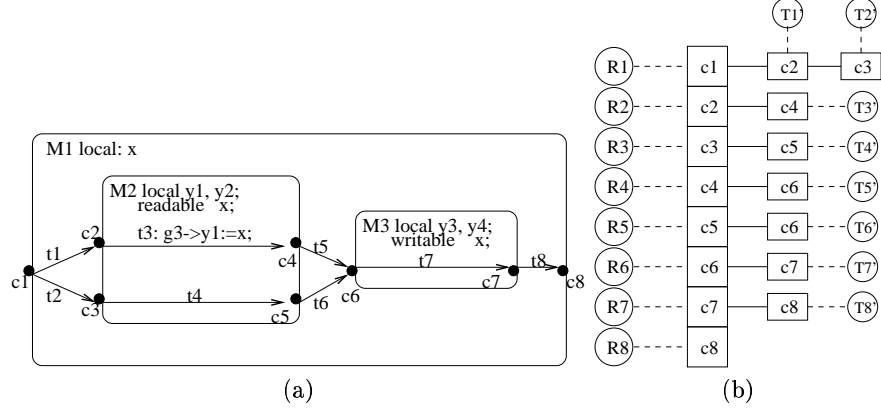 M1 local: x
M2 local y1, y2;
readable x;
t3: g3->y1:=x;
M3 local y3, y4;
writable x;
c1
t1
t2
c2
c3
t4
c4
c5
t5
t6
c6
t7
c7
t8
c8
(a)
T1' T2'
R1 c1 c2 c3
R2 c2 c4 T3'
R3 c3 c5 T4'
R4 c4 c6 T5'
R5 c5 c6 T6'
R6 c6 c7 T7'
R7 c7 c8 T8'
R8 c8
(b)